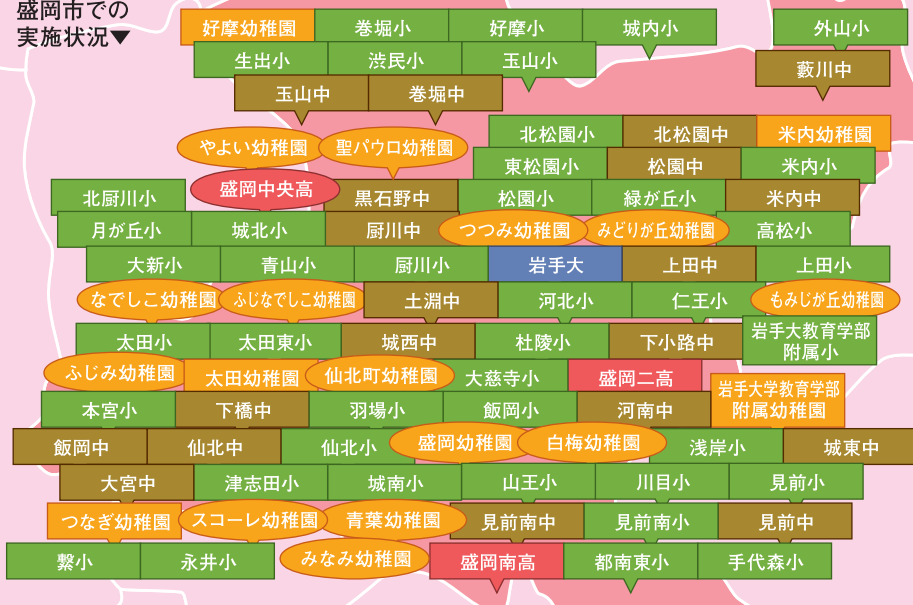 盛岡市での
実施状況▼
好摩幼稚園 巻堀小 好摩小 城内小 外山小
生出小 渋民小 玉山小 藪川中
玉山中 巻堀中
北松園小 北松園中 米内幼稚園
やよい幼稚園 聖パウロ幼稚園 東松園小 松園中 米内小
北厨川小 盛岡中央高 黒石野中 松園小 緑が丘小 米内中
月が丘小 城北小 厨川中 つつみ幼稚園 みどりが丘幼稚園 高松小
大新小 青山小 厨川小 岩手大 上田中 上田小
なでしこ幼稚園 ふじなでしこ幼稚園 土淵中 河北小 仁王小 もみじが丘幼稚園
太田小 太田東小 城西中 杜陵小 下小路中 岩手大教育学部
附属小
ふじみ幼稚園 太田幼稚園 仙北町幼稚園 大慈寺小 盛岡二高 岩手大学教育学部
附属幼稚園
本宮小 下橋中 羽場小 飯岡小 河南中
飯岡中 仙北中 仙北小 盛岡幼稚園 白梅幼稚園 浅岸小 城東中
大宮中 津志田小 城南小 山王小 川目小 見前小
つなぎ幼稚園 スコーレ幼稚園 青葉幼稚園 見前南中 見前南小 見前中
繋小 永井小 みなみ幼稚園 盛岡南高 都南東小 手代森小